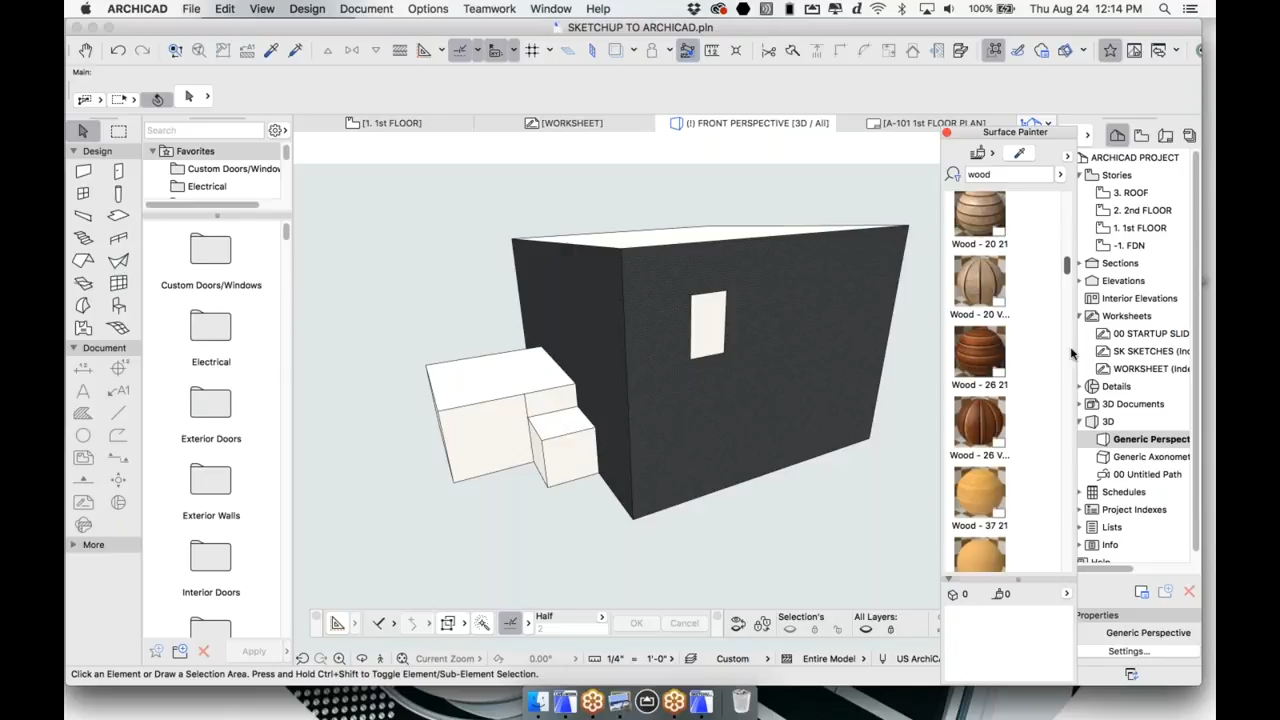 ARCHICAD File Edit View Design Document Options Teamwork Window Help 100% Thu Aug 24 12:14 PM
SKETCHUP TO ARCHICAD.pln
Main:
[1. 1st FLOOR]
[WORKSHEET]
(!) FRONT PERSPECTIVE [3D / All]
[A-101 1st FLOOR PLAN]
Search
Design
Document
More
Favorites
Custom Doors/Window
Electrical
Custom Doors/Windows
Electrical
Exterior Doors
Exterior Walls
Interior Doors
Apply
Surface Painter
wood
Wood - 20 21
Wood - 20 V...
Wood - 26 21
Wood - 26 V...
Wood - 37 21
0 0
ARCHICAD PROJECT
Stories
3. ROOF
2. 2nd FLOOR
1. 1st FLOOR
-1. FDN
Sections
Elevations
Interior Elevations
Worksheets
00 STARTUP SLID
SK SKETCHES (Inc
WORKSHEET (Inde
Details
3D Documents
3D
Generic Perspect
Generic Axonomet
00 Untitled Path
Schedules
Project Indexes
Lists
Info
Help
Properties
Generic Perspective
Settings...
Half
2
OK
Cancel
Selection's
All Layers:
Current Zoom
0.00°
1/4" = 1'-0"
Custom
Entire Model
US ArchiC
Click an Element or Draw a Selection Area. Press and Hold Ctrl+Shift to Toggle Element/Sub-Element Selection.